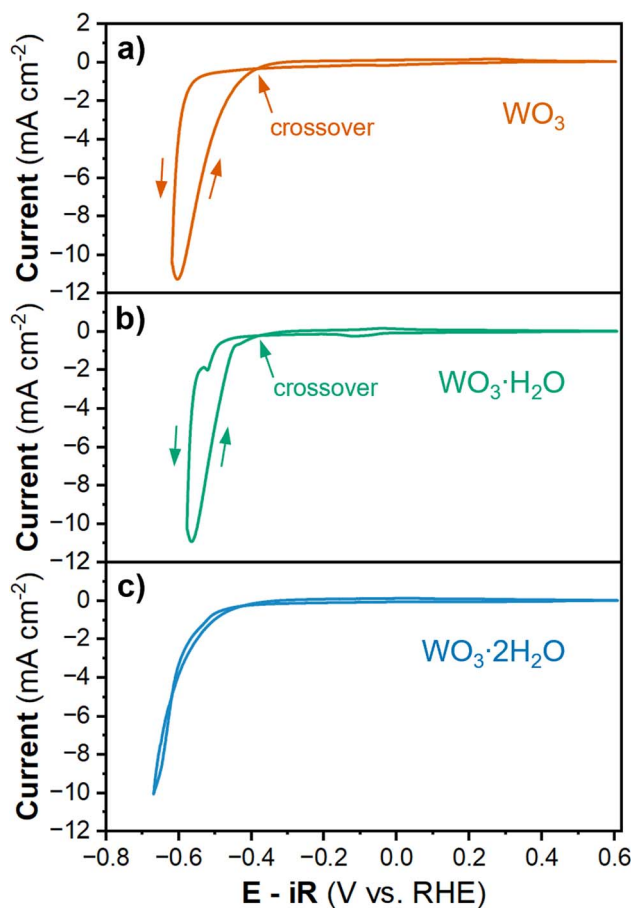 a)
2
0
−2
−4
−6
−8
−10
−12
Current (mA cm⁻²)
crossover
WO₃
b)
0
−2
−4
−6
−8
−10
−12
Current (mA cm⁻²)
crossover
WO₃·H₂O
c)
0
−2
−4
−6
−8
−10
−12
Current (mA cm⁻²)
WO₃·2H₂O
−0.8 −0.6 −0.4 −0.2 0.0 0.2 0.4 0.6
E - iR (V vs. RHE)